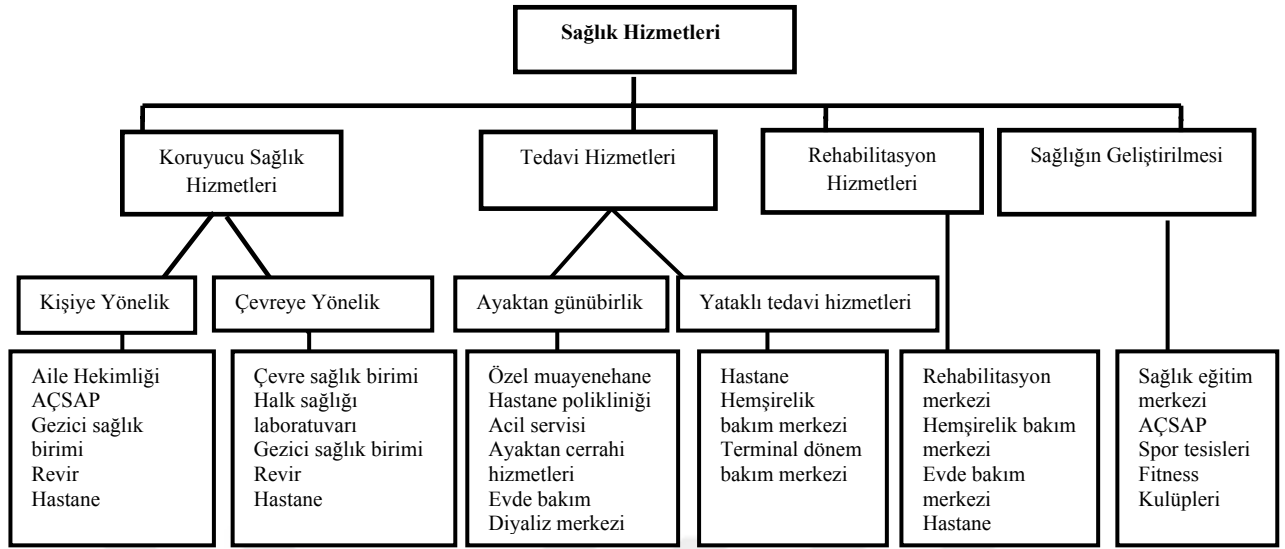 Sağlık Hizmetleri
Koruyucu Sağlık
Hizmetleri
Tedavi Hizmetleri
Rehabilitasyon
Hizmetleri
Sağlığın Geliştirilmesi
Kişiye Yönelik
Çevreye Yönelik
Ayaktan günübirlik
Yataklı tedavi hizmetleri
Aile Hekimliği
AÇSAP
Gezici sağlık
birimi
Revir
Hastane
Çevre sağlık birimi
Halk sağlığı
laboratuvarı
Gezici sağlık birimi
Revir
Hastane
Özel muayenehane
Hastane polikliniği
Acil servisi
Ayaktan cerrahi
hizmetleri
Evde bakım
Diyaliz merkezi
Hastane
Hemşirelik
bakım merkezi
Terminal dönem
bakım merkezi
Rehabilitasyon
merkezi
Hemşirelik bakım
merkezi
Evde bakım
merkezi
Hastane
Sağlık eğitim
merkezi
AÇSAP
Spor tesisleri
Fitness
Kulüpleri